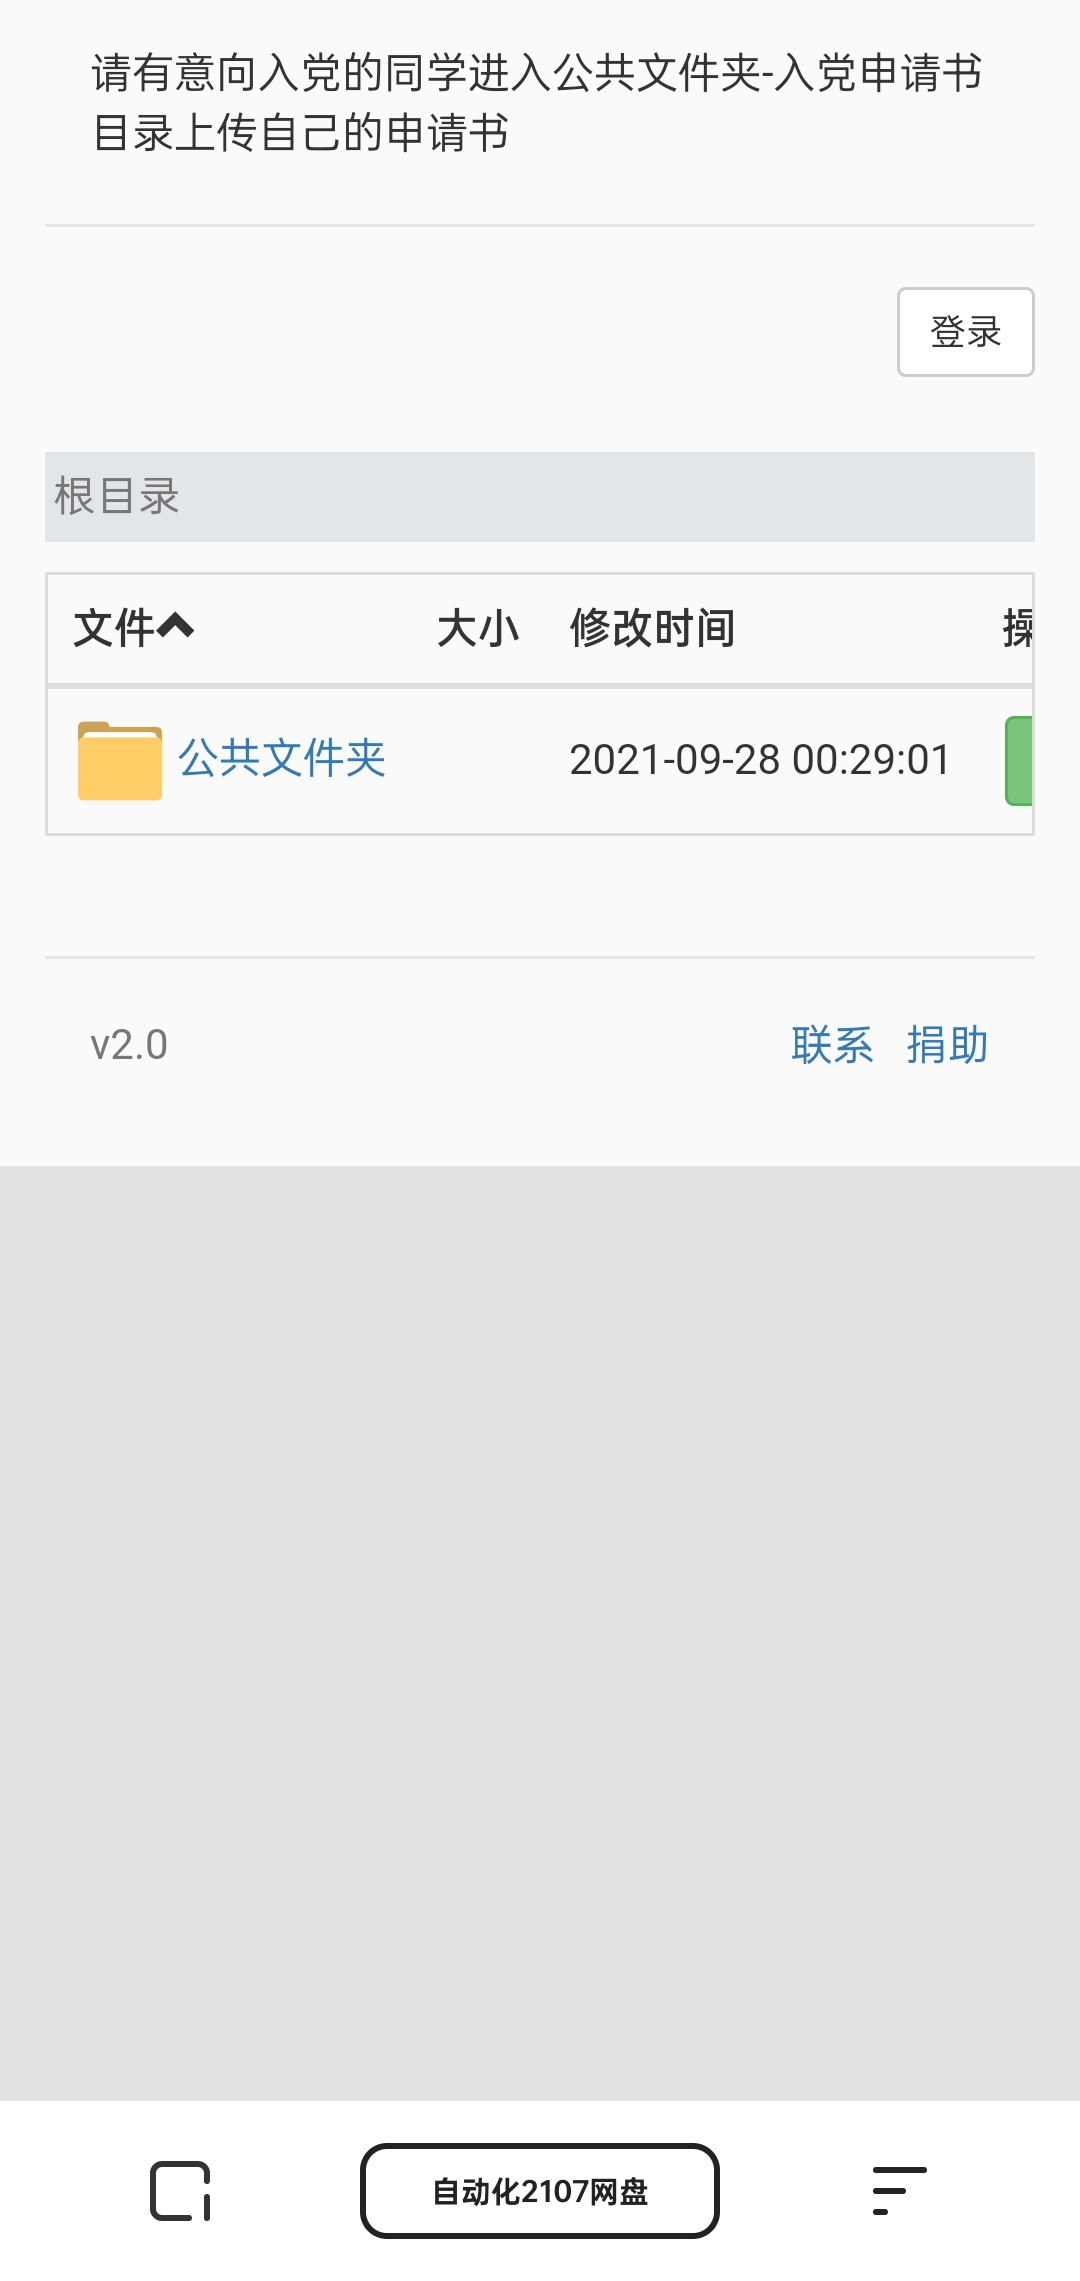 请有意向入党的同学进入公共文件夹-入党申请书
目录上传自己的申请书
登录
根目录
文件 大小 修改时间 操
公共文件夹 2021-09-28 00:29:01
v2.0 联系 捐助
自动化2107网盘